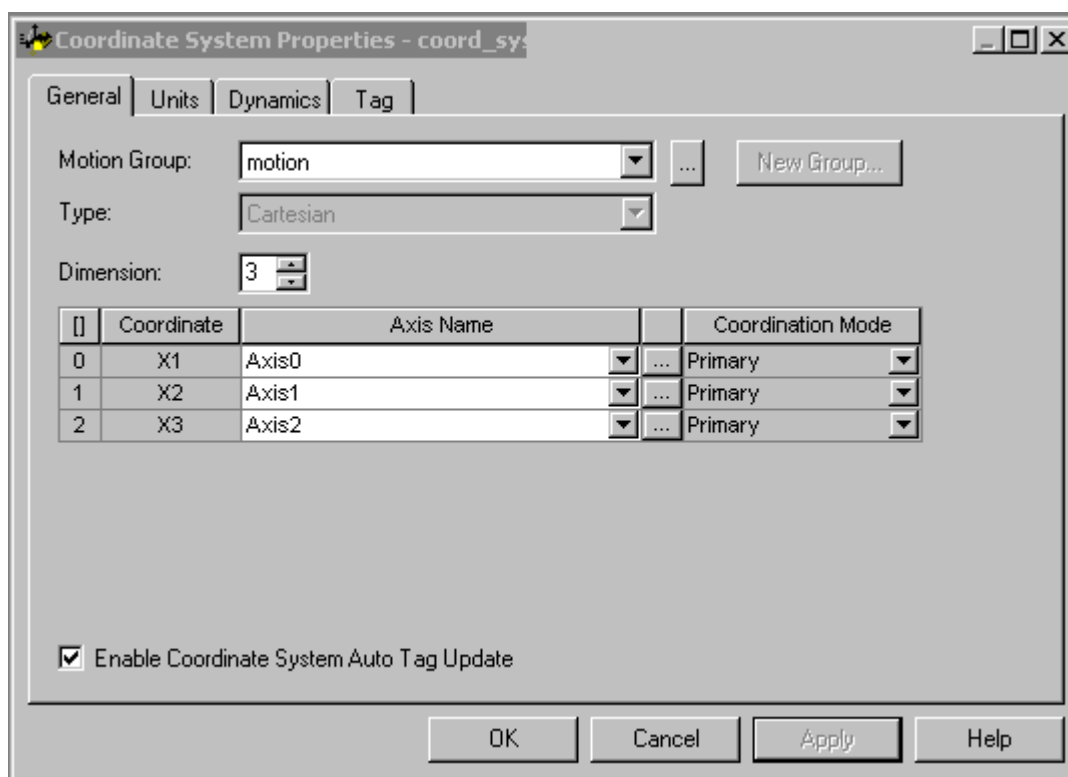 Coordinate System Properties - coord_sys
General Units Dynamics Tag
Motion Group: motion ... New Group...
Type: Cartesian
Dimension: 3
[] Coordinate Axis Name Coordination Mode
0 X1 Axis0 ... Primary
1 X2 Axis1 ... Primary
2 X3 Axis2 ... Primary
Enable Coordinate System Auto Tag Update
OK Cancel Apply Help